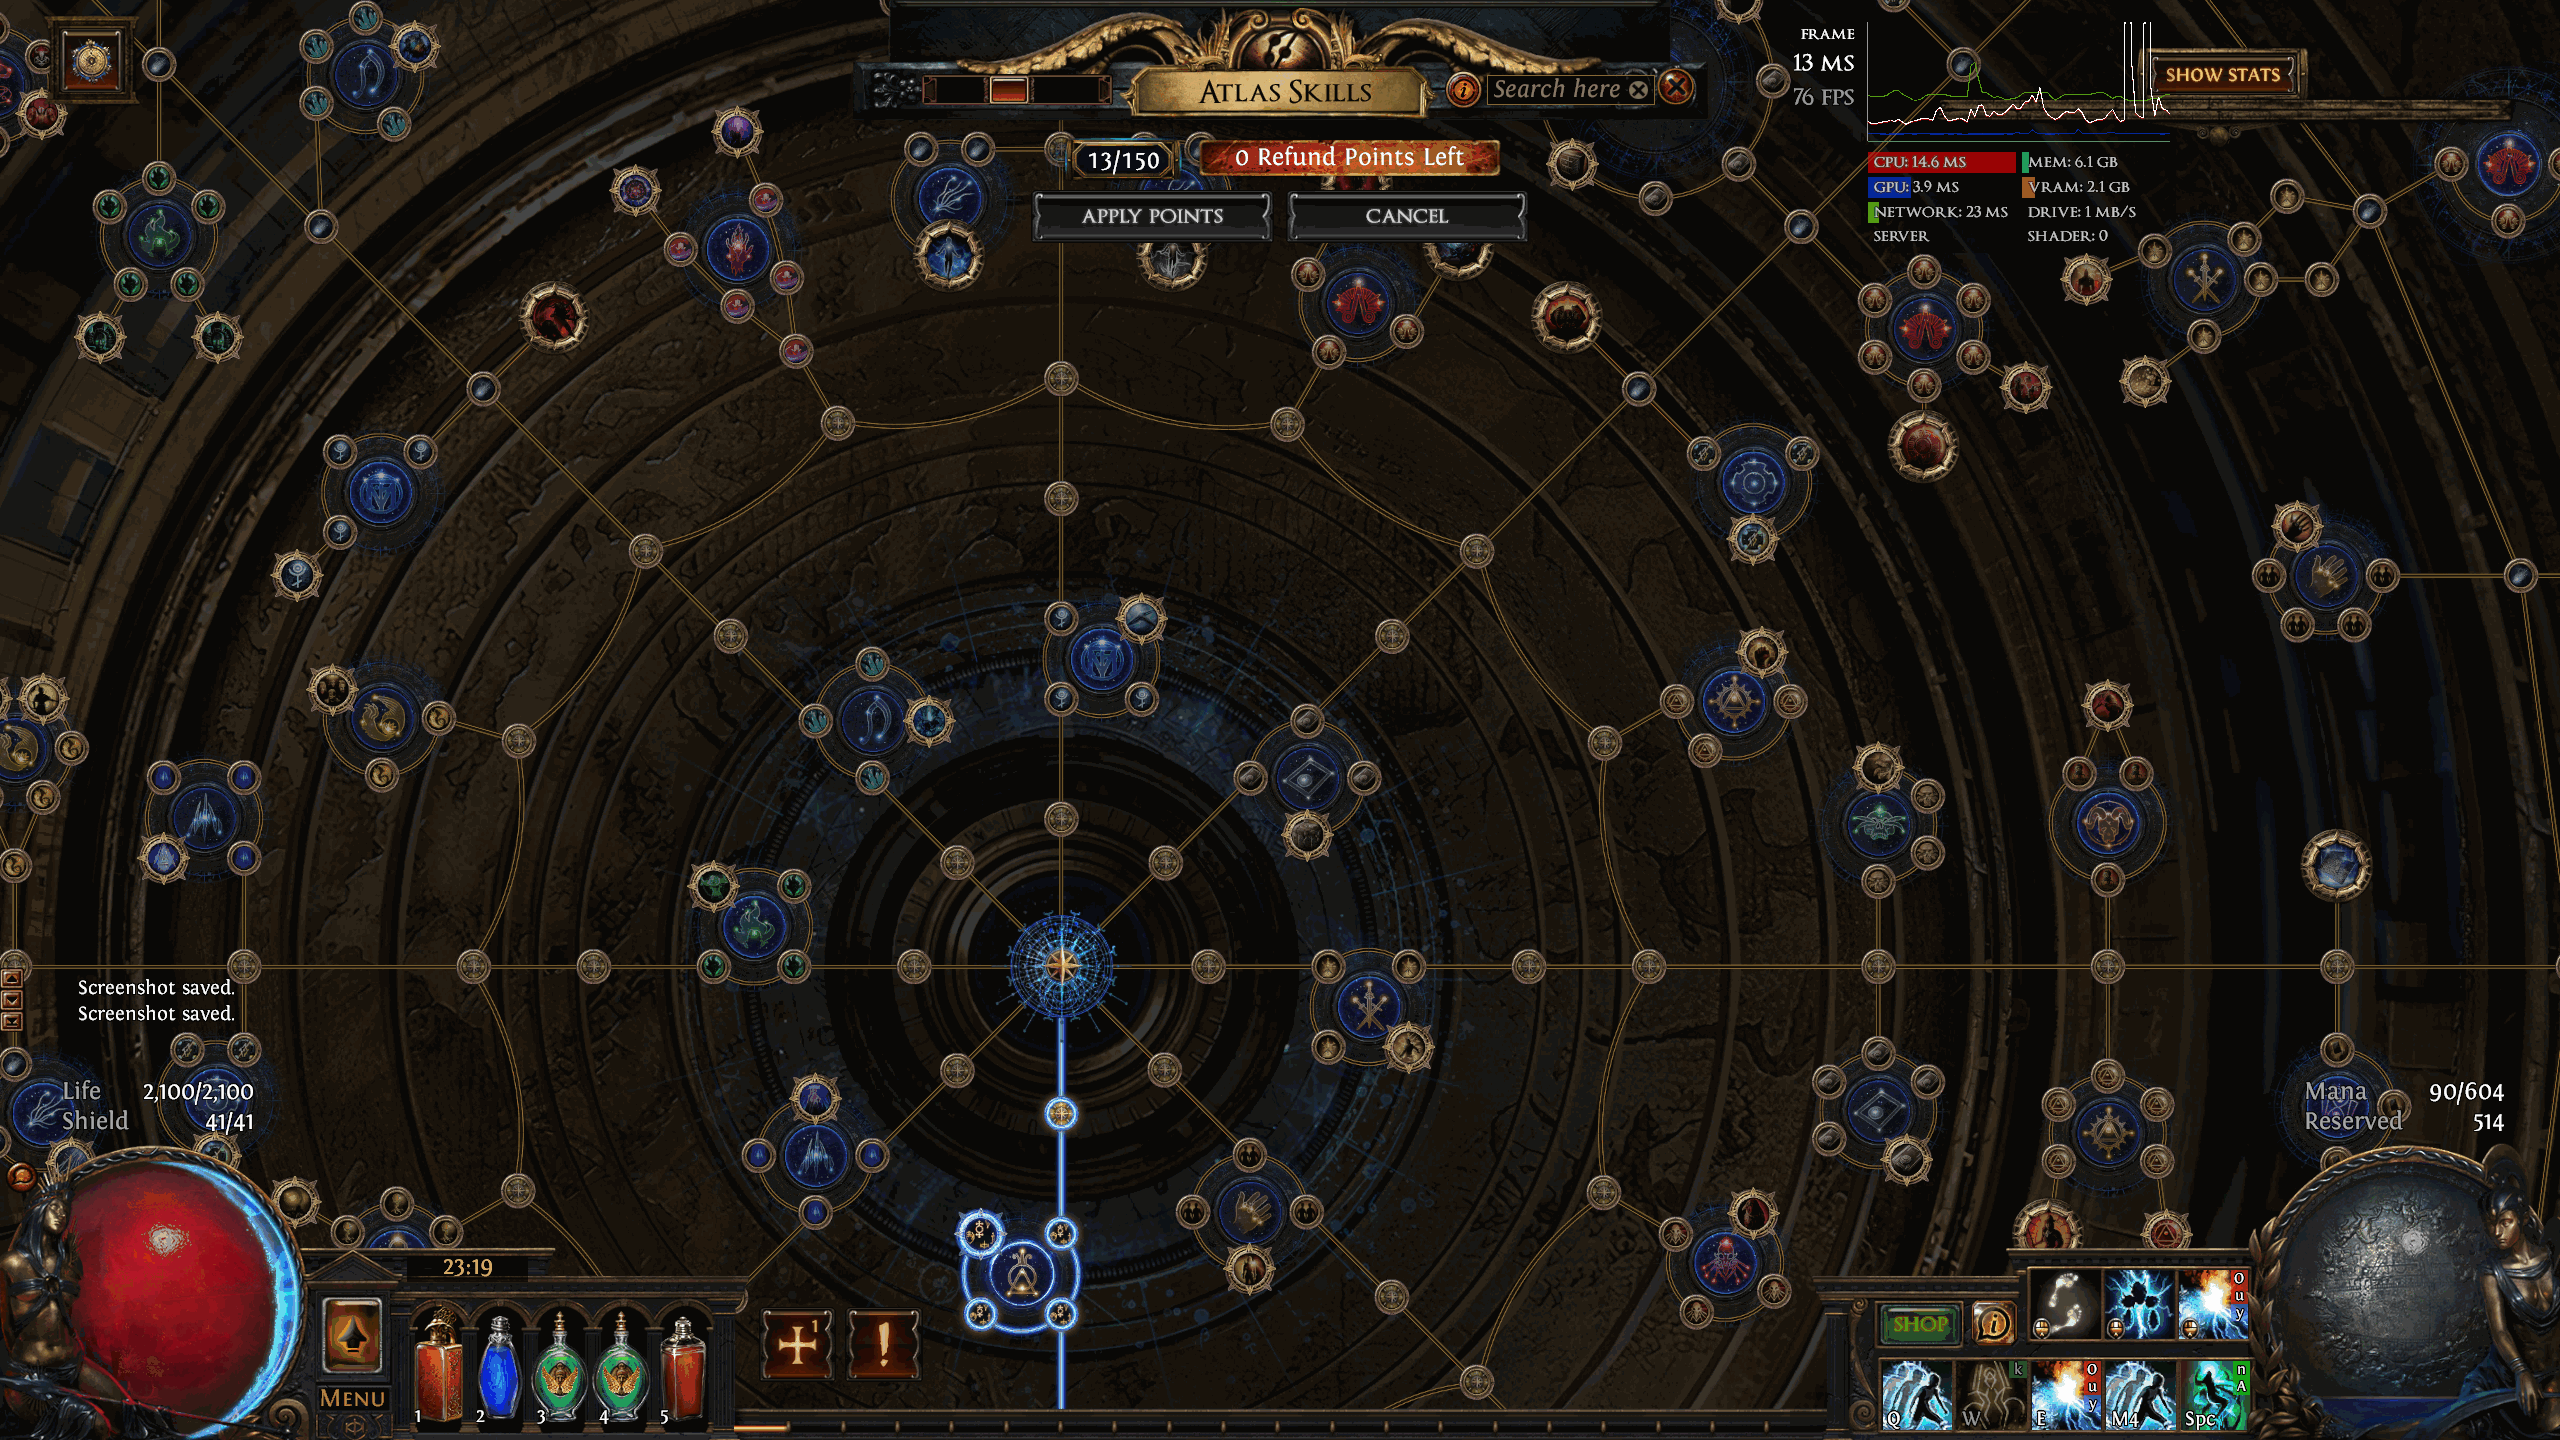 FRAME
13 MS
76 FPS
SHOW STATS
ATLAS SKILLS
Search here
13/150
0 Refund Points Left
APPLY POINTS
CANCEL
CPU: 14.6 MS
MEM: 6.1 GB
GPU: 3.9 MS
VRAM: 2.1 GB
NETWORK: 23 MS
DRIVE: 1 MB/S
SERVER
SHADER: 0
Screenshot saved.
Screenshot saved.
Life 2,100/2,100
Shield 41/41
Mana 90/604
Reserved 514
23:19
MENU
1
2
3
4
5
1
!
SHOP
i
O
u
y
Q
W
k
E
O
u
y
M4
Spc
n
A